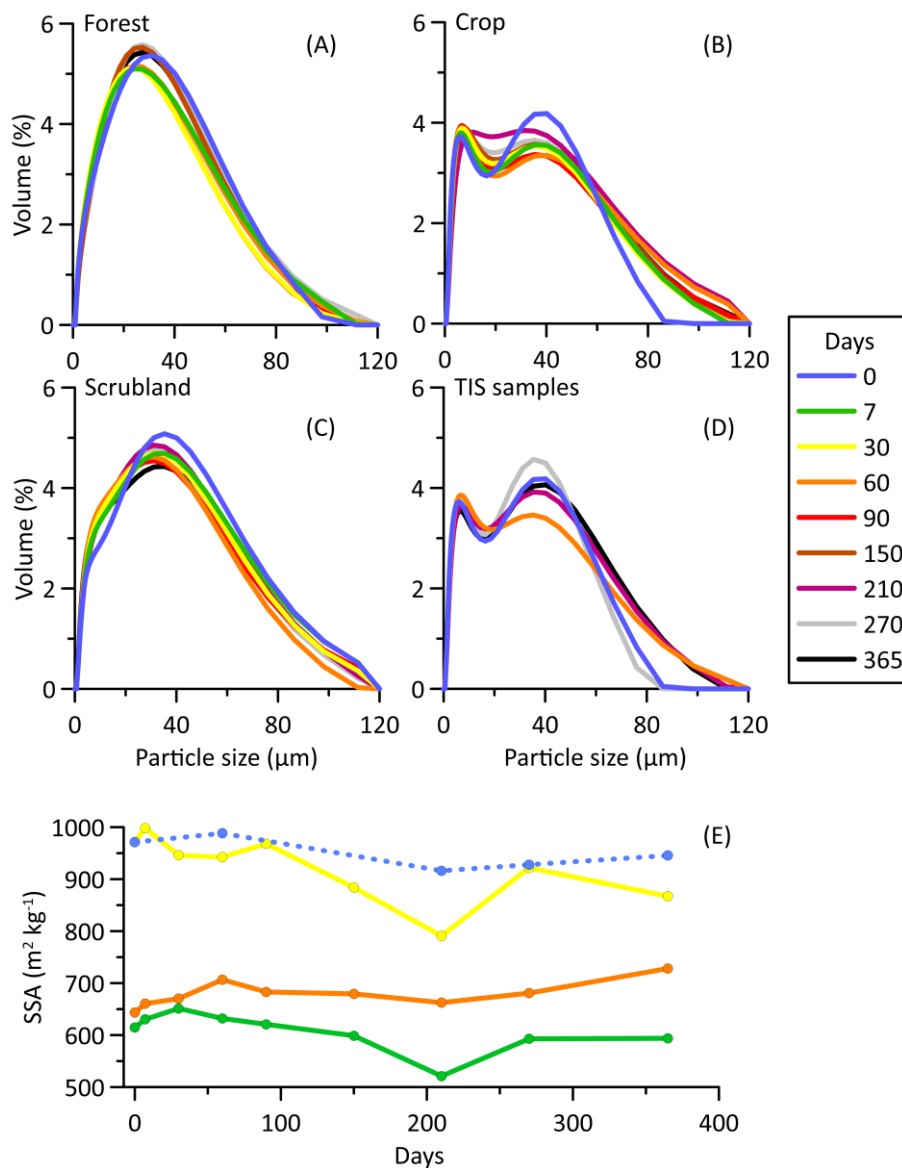 Forest
(A)
6
4
2
0
Volume (%)
0 40 80 120
Crop
(B)
6
4
2
0
0 40 80 120
Scrubland
(C)
6
4
2
0
Volume (%)
0 40 80 120
Particle size (µm)
TIS samples
(D)
6
4
2
0
0 40 80 120
Particle size (µm)
Days
0
7
30
60
90
150
210
270
365
(E)
1000
900
800
700
600
500
SSA (m² kg⁻¹)
0 100 200 300 400
Days